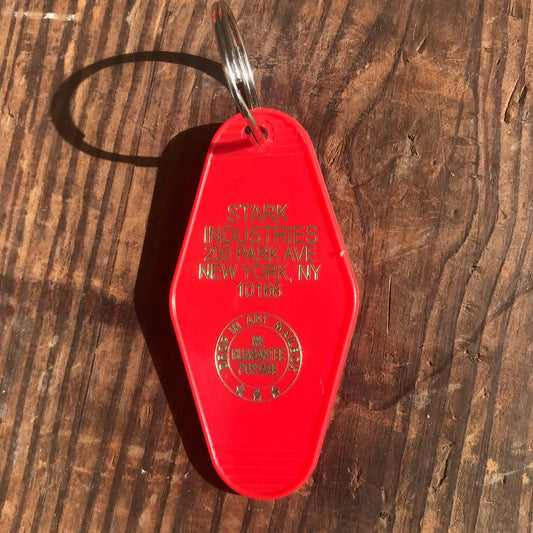 STARK
INDUSTRIES
200 PARK AVE
NEW YORK, NY
10166
DROP IN ANY MAILBOX
WE
GUARANTEE
POSTAGE